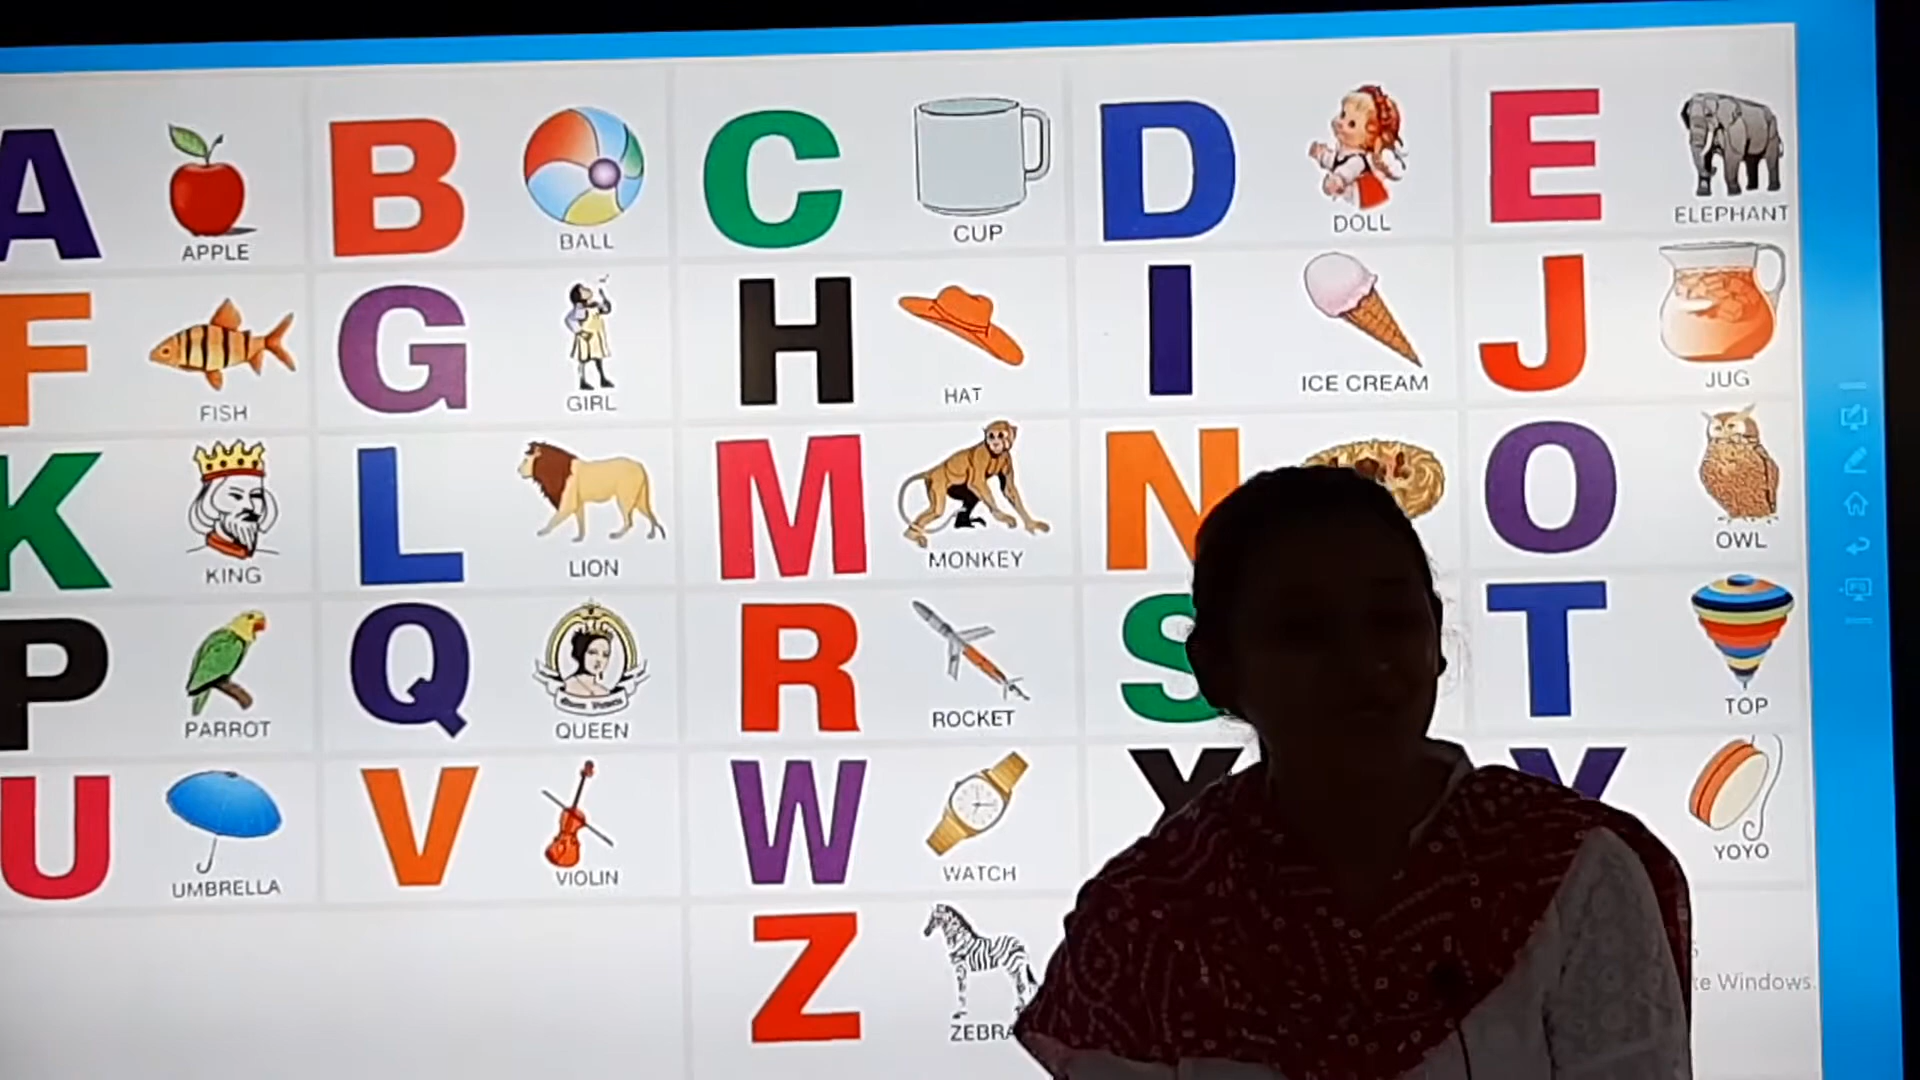 A APPLE B BALL C CUP D DOLL E ELEPHANT
F FISH G GIRL H HAT I ICE CREAM J JUG
K KING L LION M MONKEY N O OWL
P PARROT Q QUEEN R ROCKET S T TOP
U UMBRELLA V VIOLIN W WATCH X Y YOYO
Z ZEBRA
Windows.